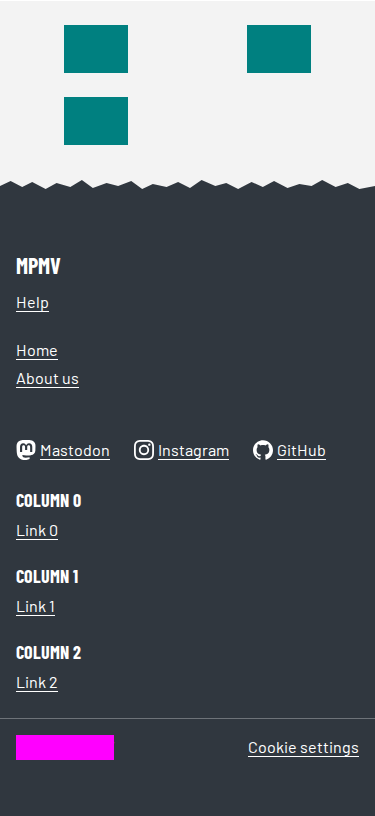 MPMV
Help
Home
About us
Mastodon Instagram GitHub
COLUMN 0
Link 0
COLUMN 1
Link 1
COLUMN 2
Link 2
Cookie settings